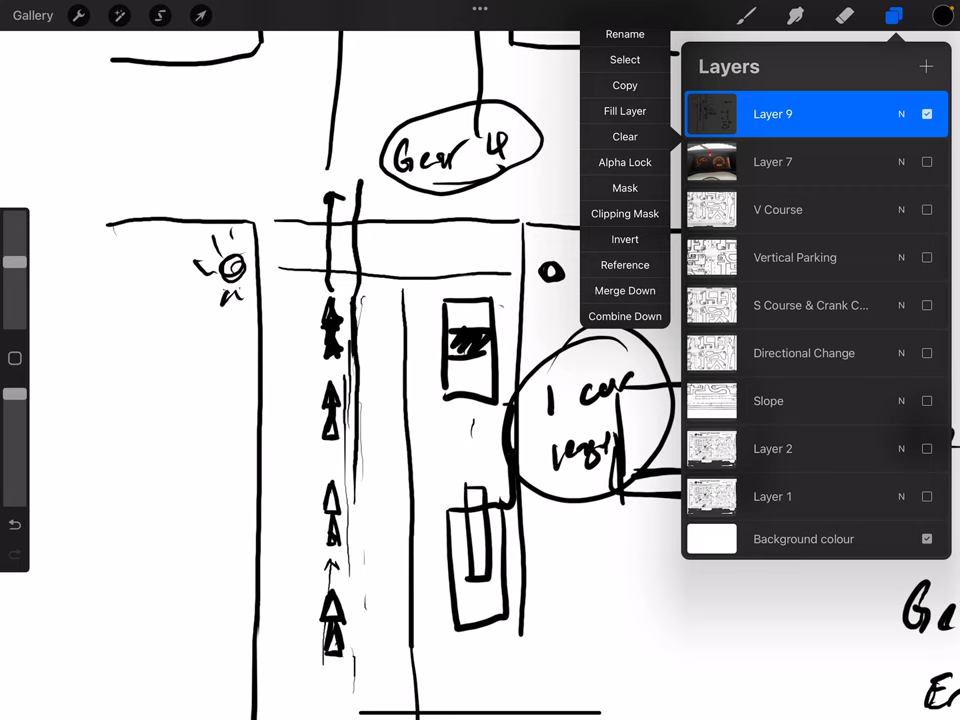 Gallery
Rename
Select
Copy
Fill Layer
Clear
Alpha Lock
Mask
Clipping Mask
Invert
Reference
Merge Down
Combine Down
Layers
Layer 9 N
Layer 7 N
V Course N
Vertical Parking N
S Course & Crank C... N
Directional Change N
Slope N
Layer 2 N
Layer 1 N
Background colour
Gear 4
1 car